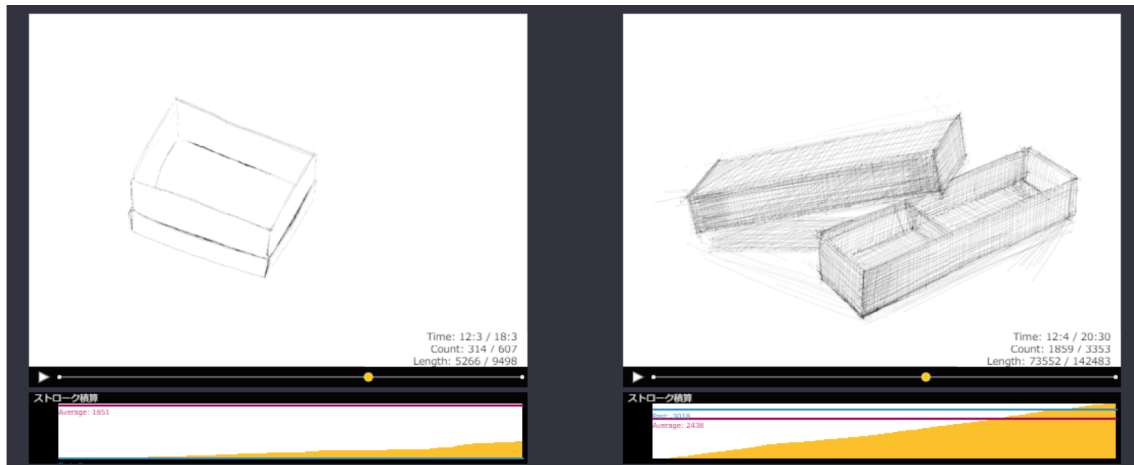 Time: 12:3 / 18:3
Count: 314 / 607
Length: 5266 / 9498
ストローク積算
Average: 1851
Time: 12:4 / 20:30
Count: 1859 / 3353
Length: 73552 / 142483
ストローク積算
Past: 3018
Average: 2438